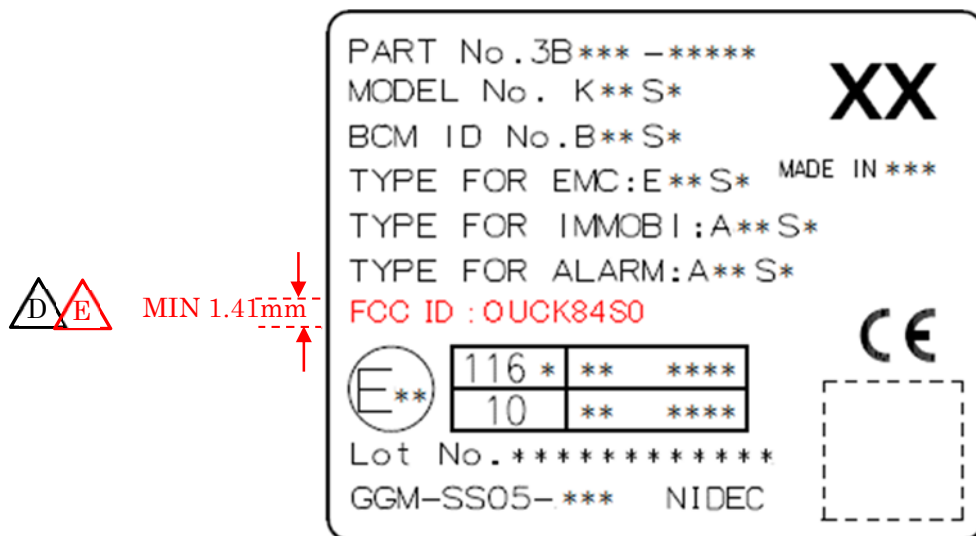 PART No.3B*** -*****
XX
MODEL No. K**S*
BCM ID No.B**S*
TYPE FOR EMC:E**S*
MADE IN ***
TYPE FOR IMMOBI:A**S*
TYPE FOR ALARM:A**S*
D E MIN 1.41mm
FCC ID :OUCK84S0
CE
E**
116 * ** ****
10 ** ****
Lot No.************
GGM-SS05-*** NIDEC